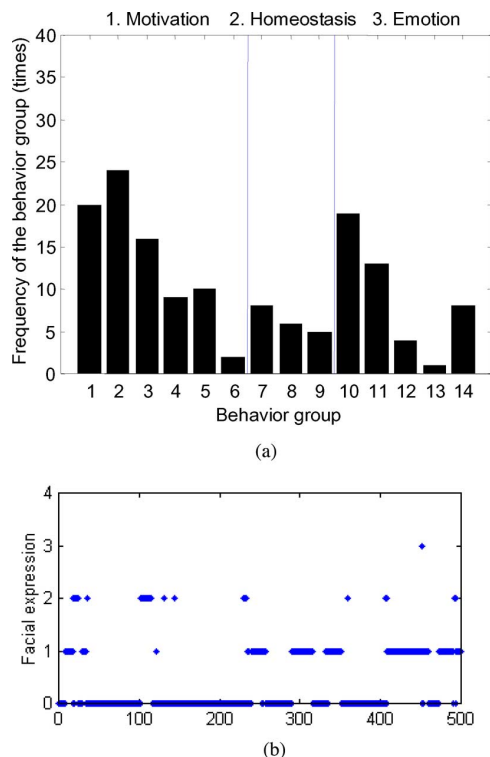 1. Motivation 2. Homeostasis 3. Emotion
Frequency of the behavior group (times)
40
35
30
25
20
15
10
5
0
1 2 3 4 5 6 7 8 9 10 11 12 13 14
Behavior group
(a)
Facial expression
4
3
2
1
0
0 100 200 300 400 500
(b)